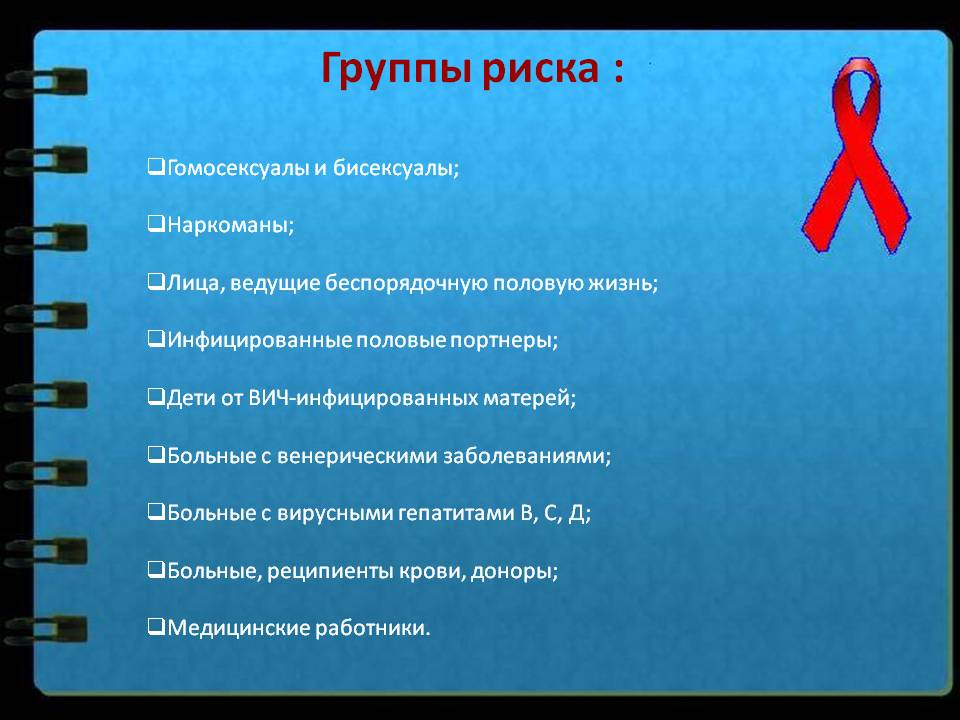 Группы риска :
Гомосексуалы и бисексуалы;
Наркоманы;
Лица, ведущие беспорядочную половую жизнь;
Инфицированные половые портнеры;
Дети от ВИЧ-инфицированных матерей;
Больные с венерическими заболеваниями;
Больные с вирусными гепатитами В, С, Д;
Больные, реципиенты крови, доноры;
Медицинские работники.